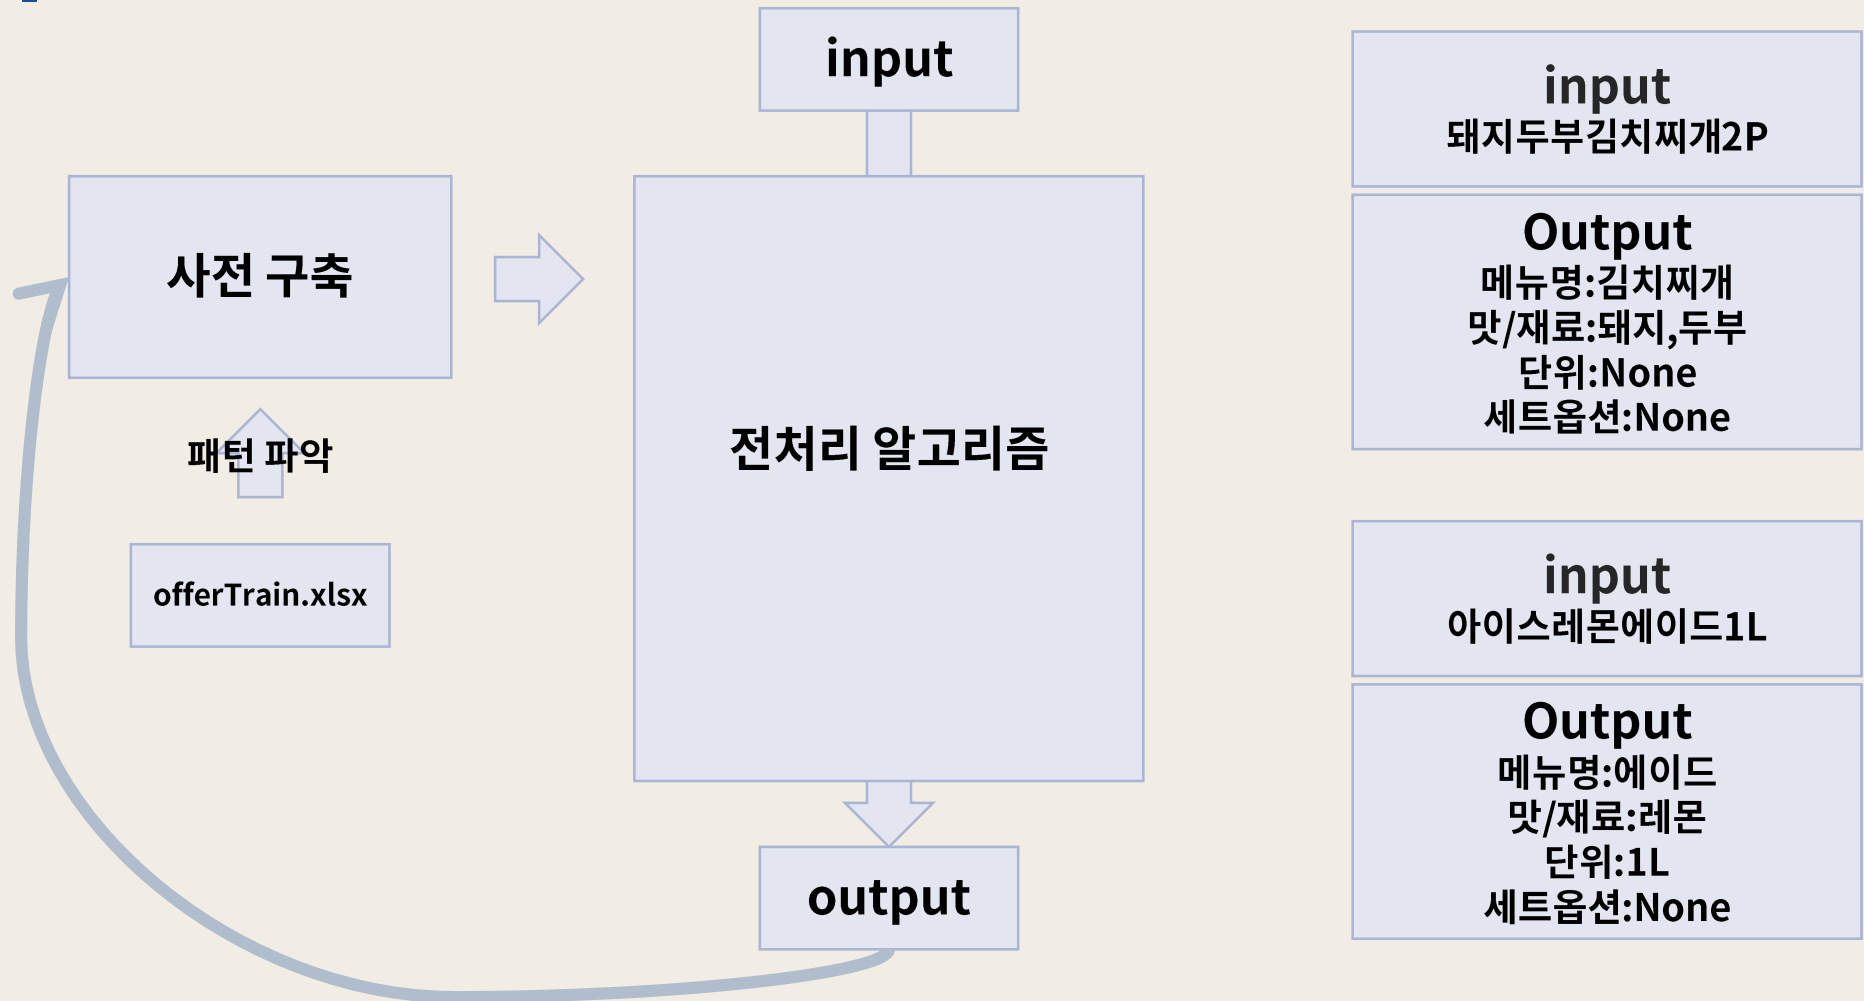 input
사전 구축
패턴 파악
offerTrain.xlsx
전처리 알고리즘
output
input
돼지두부김치찌개2P
Output
메뉴명:김치찌개
맛/재료:돼지,두부
단위:None
세트옵션:None
input
아이스레몬에이드1L
Output
메뉴명:에이드
맛/재료:레몬
단위:1L
세트옵션:None